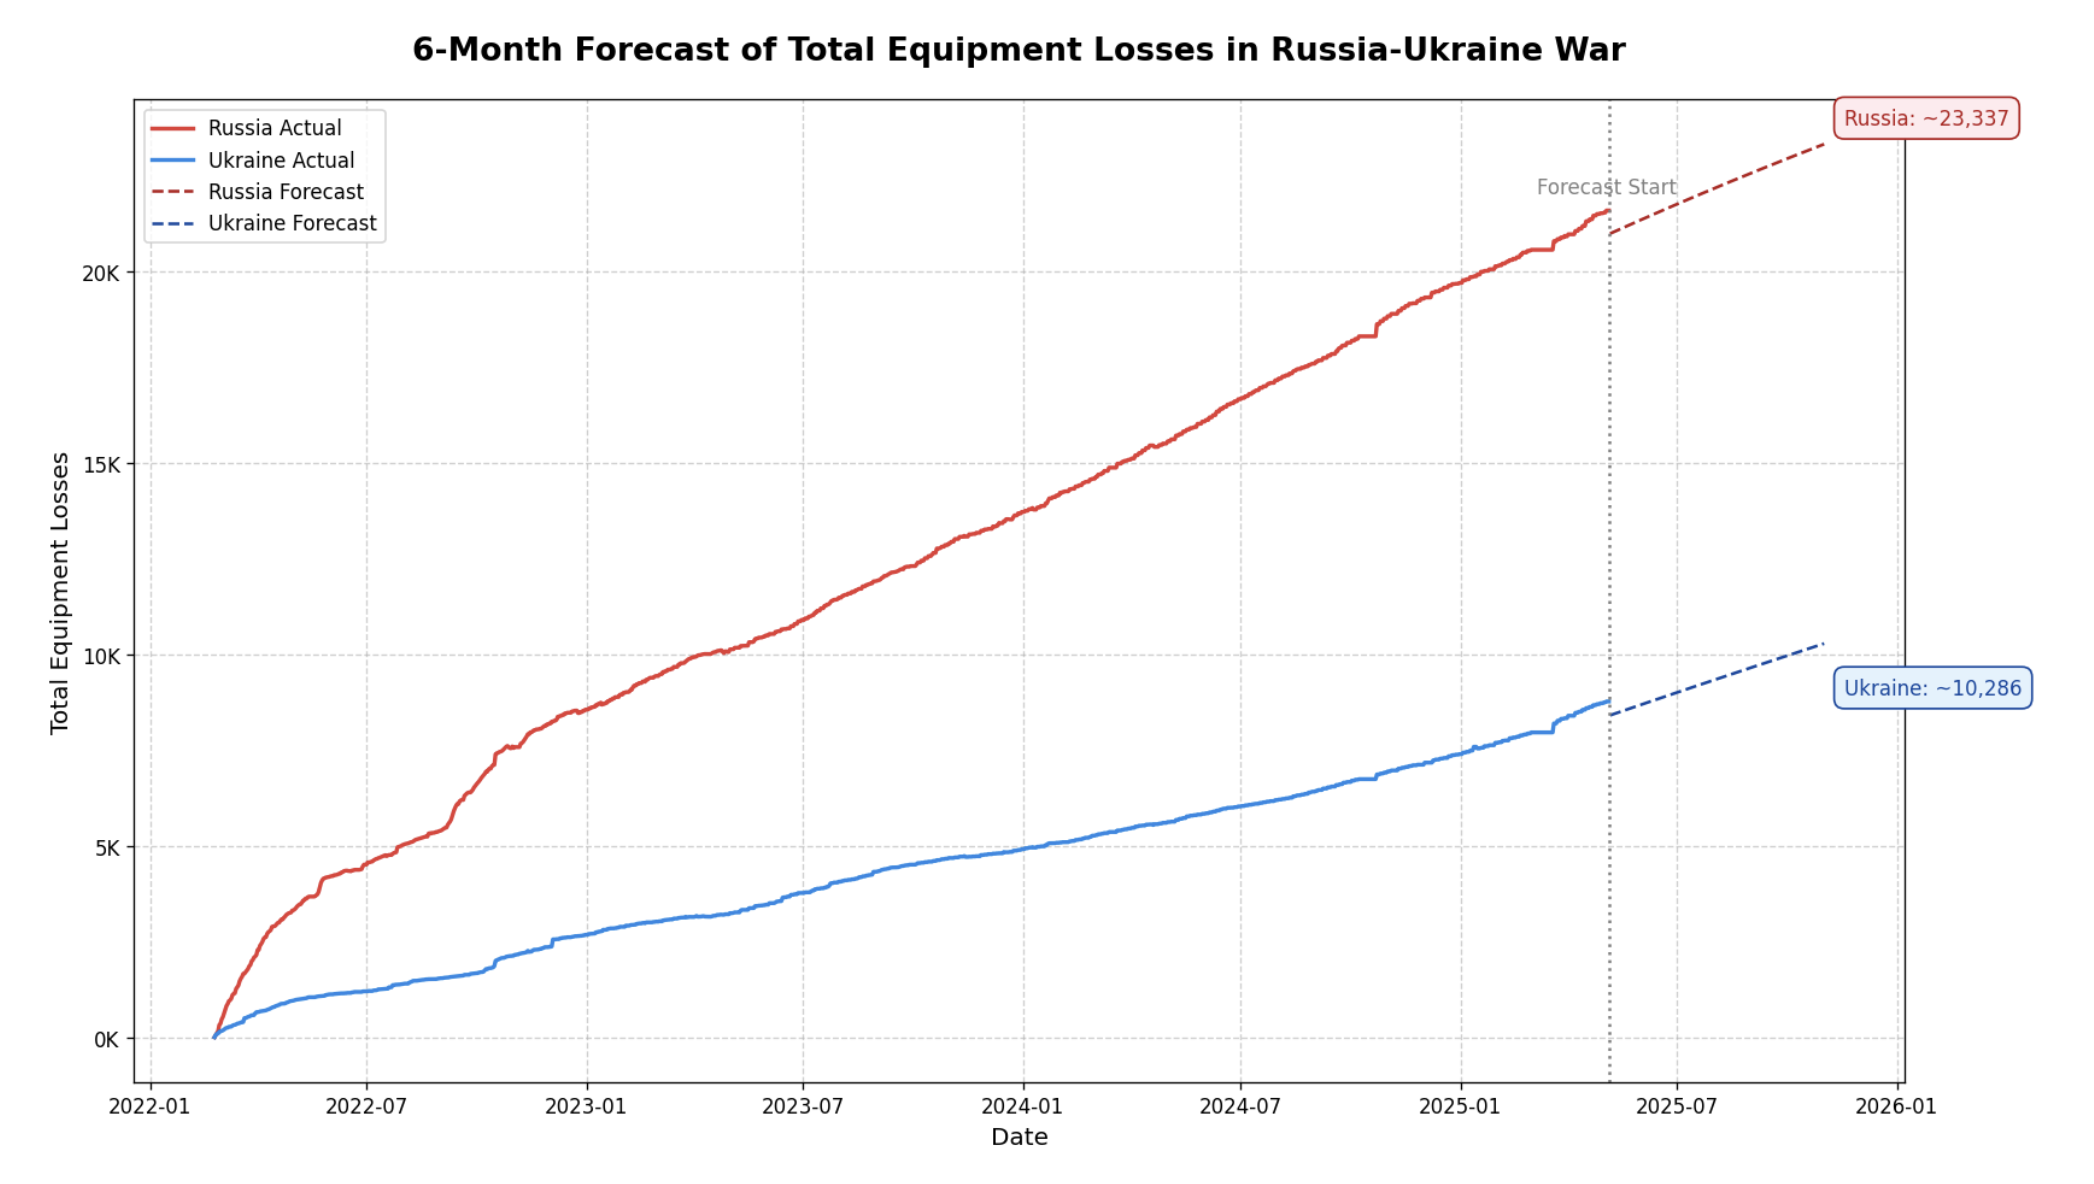 6-Month Forecast of Total Equipment Losses in Russia-Ukraine War
Russia Actual
Ukraine Actual
Russia Forecast
Ukraine Forecast
Russia: ~23,337
Forecast Start
Ukraine: ~10,286
Total Equipment Losses
20K
15K
10K
5K
0K
2022-01
2022-07
2023-01
2023-07
2024-01
2024-07
2025-01
2025-07
2026-01
Date